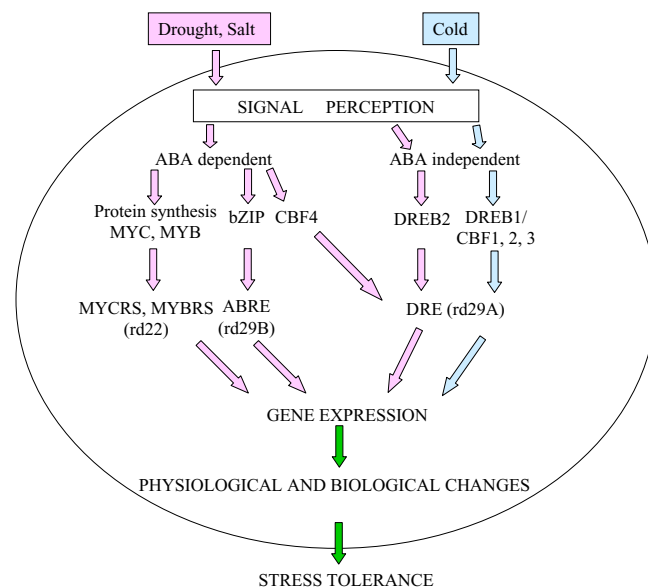 Drought, Salt
Cold
SIGNAL PERCEPTION
ABA dependent
ABA independent
Protein synthesis
MYC, MYB
bZIP
CBF4
DREB2
DREB1/
CBF1, 2, 3
MYCRS, MYBRS
(rd22)
ABRE
(rd29B)
DRE (rd29A)
GENE EXPRESSION
PHYSIOLOGICAL AND BIOLOGICAL CHANGES
STRESS TOLERANCE